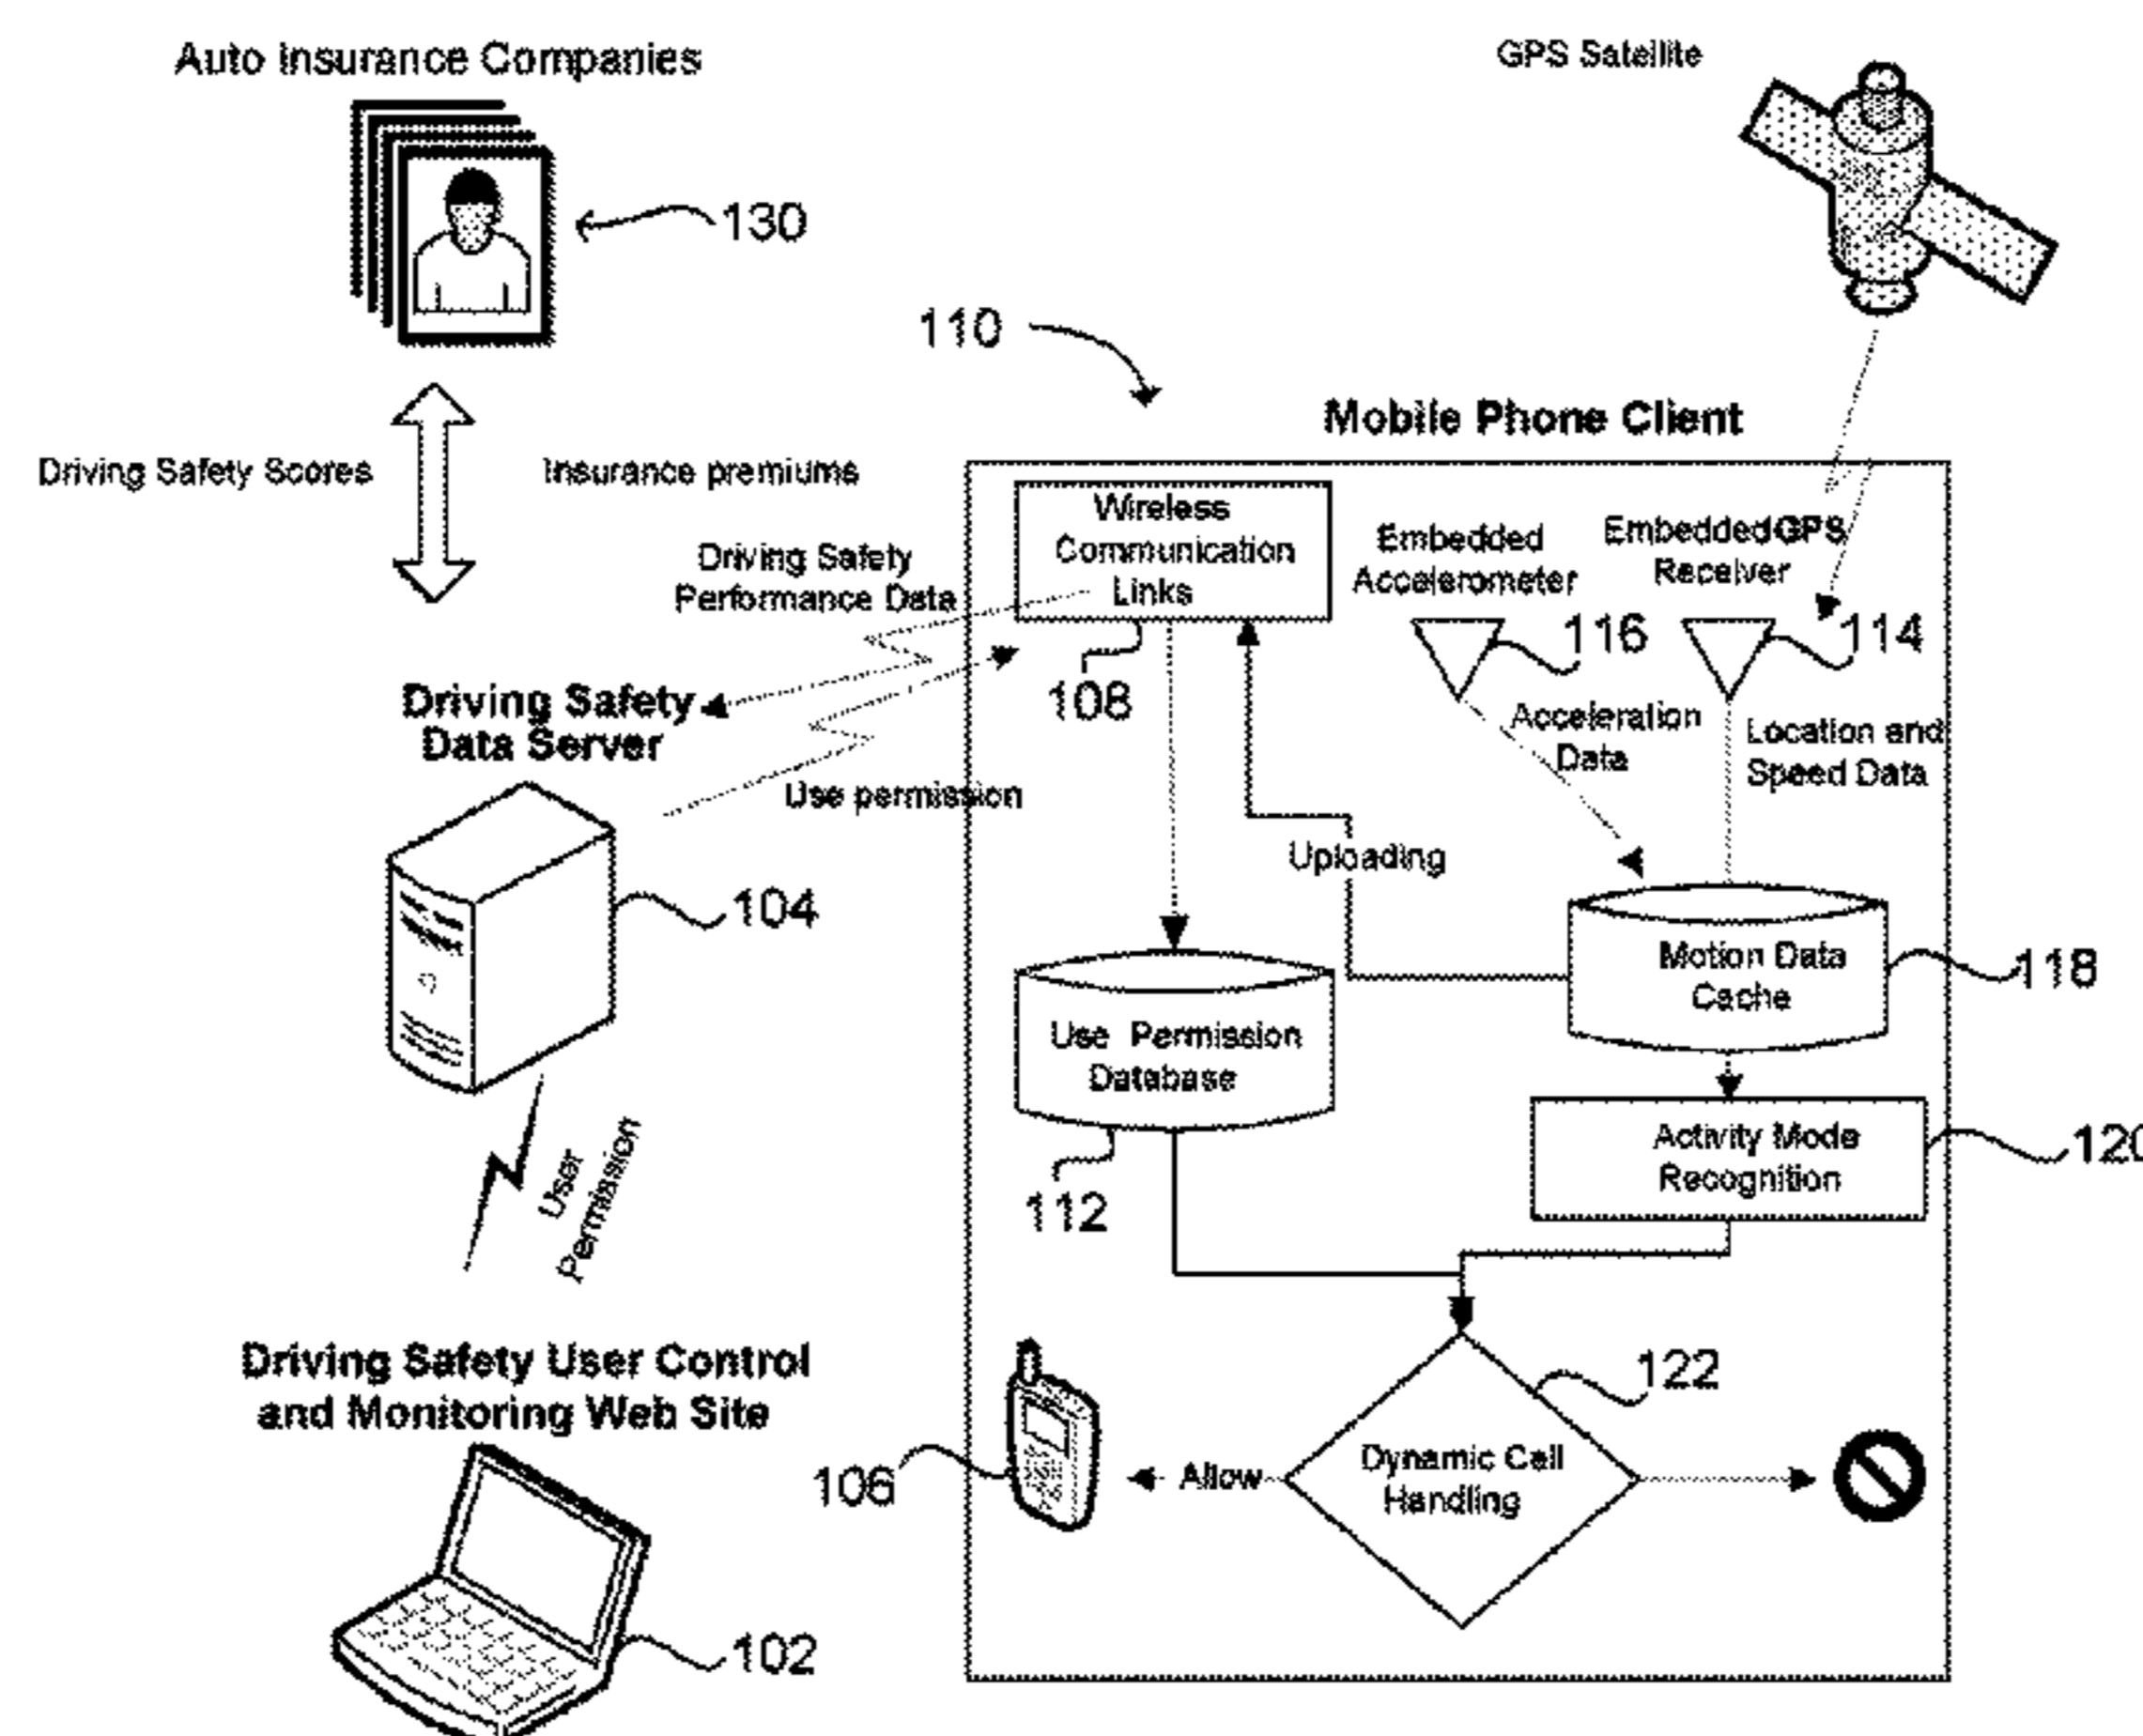 Auto Insurance Companies
GPS Satellite
130
110
Mobile Phone Client
Driving Safety Scores
Insurance premiums
Wireless
Communication
Links
Embedded
Accelerometer
Embedded GPS
Receiver
Driving Safety
Performance Data
116
114
108
Driving Safety
Data Server
Acceleration
Data
Location and
Speed Data
Use permission
Uploading
104
Motion Data
Cache
118
Use Permission
Database
Activity Mode
Recognition
120
User
Permission
112
Driving Safety User Control
and Monitoring Web Site
122
106
Allow
Dynamic Call
Handling
102